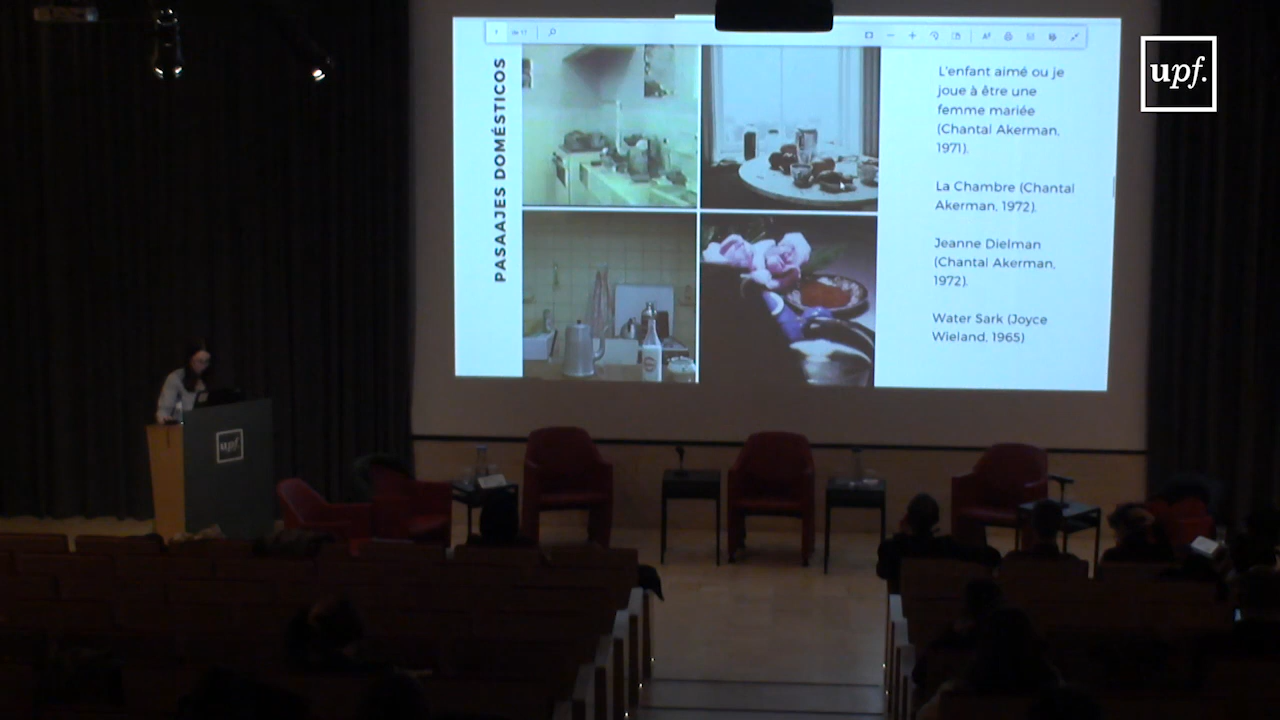 PASAAJES DOMÉSTICOS
L'enfant aimé ou je
joue à être une
femme mariée
(Chantal Akerman,
1971).
La Chambre (Chantal
Akerman, 1972).
Jeanne Dielman
(Chantal Akerman,
1972).
Water Sark (Joyce
Wieland, 1965)
upf.
upf.